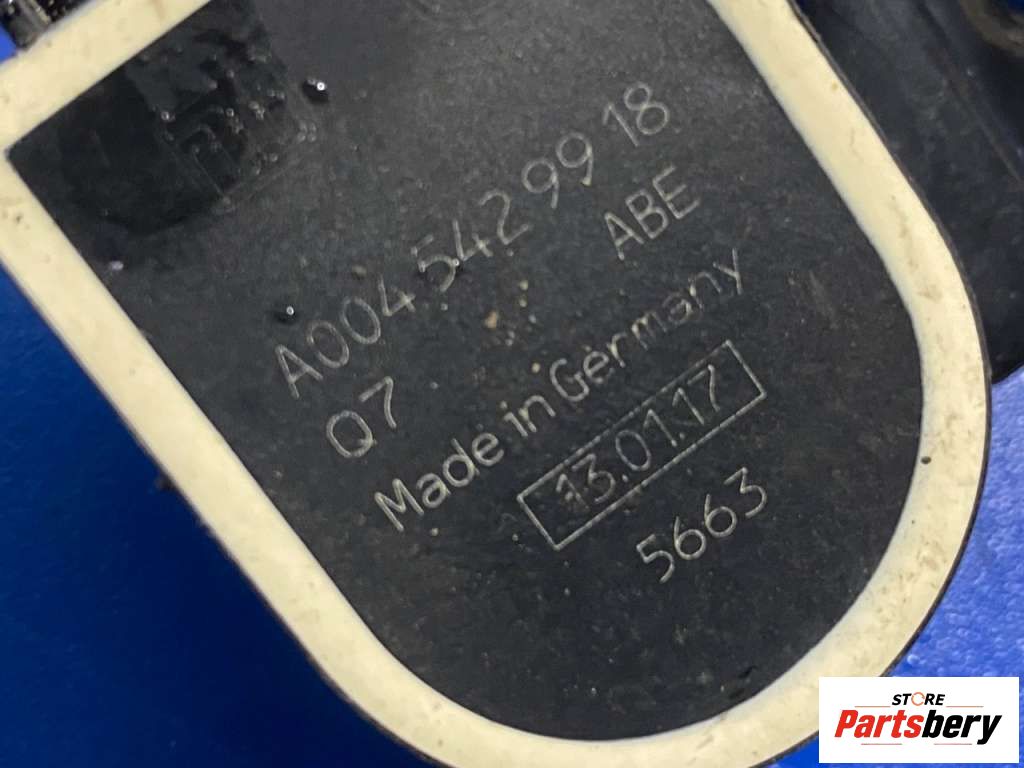 A004 542 99 18
Q7 ABE
Made in Germany
13.01.17
5663
STORE
Partsbery